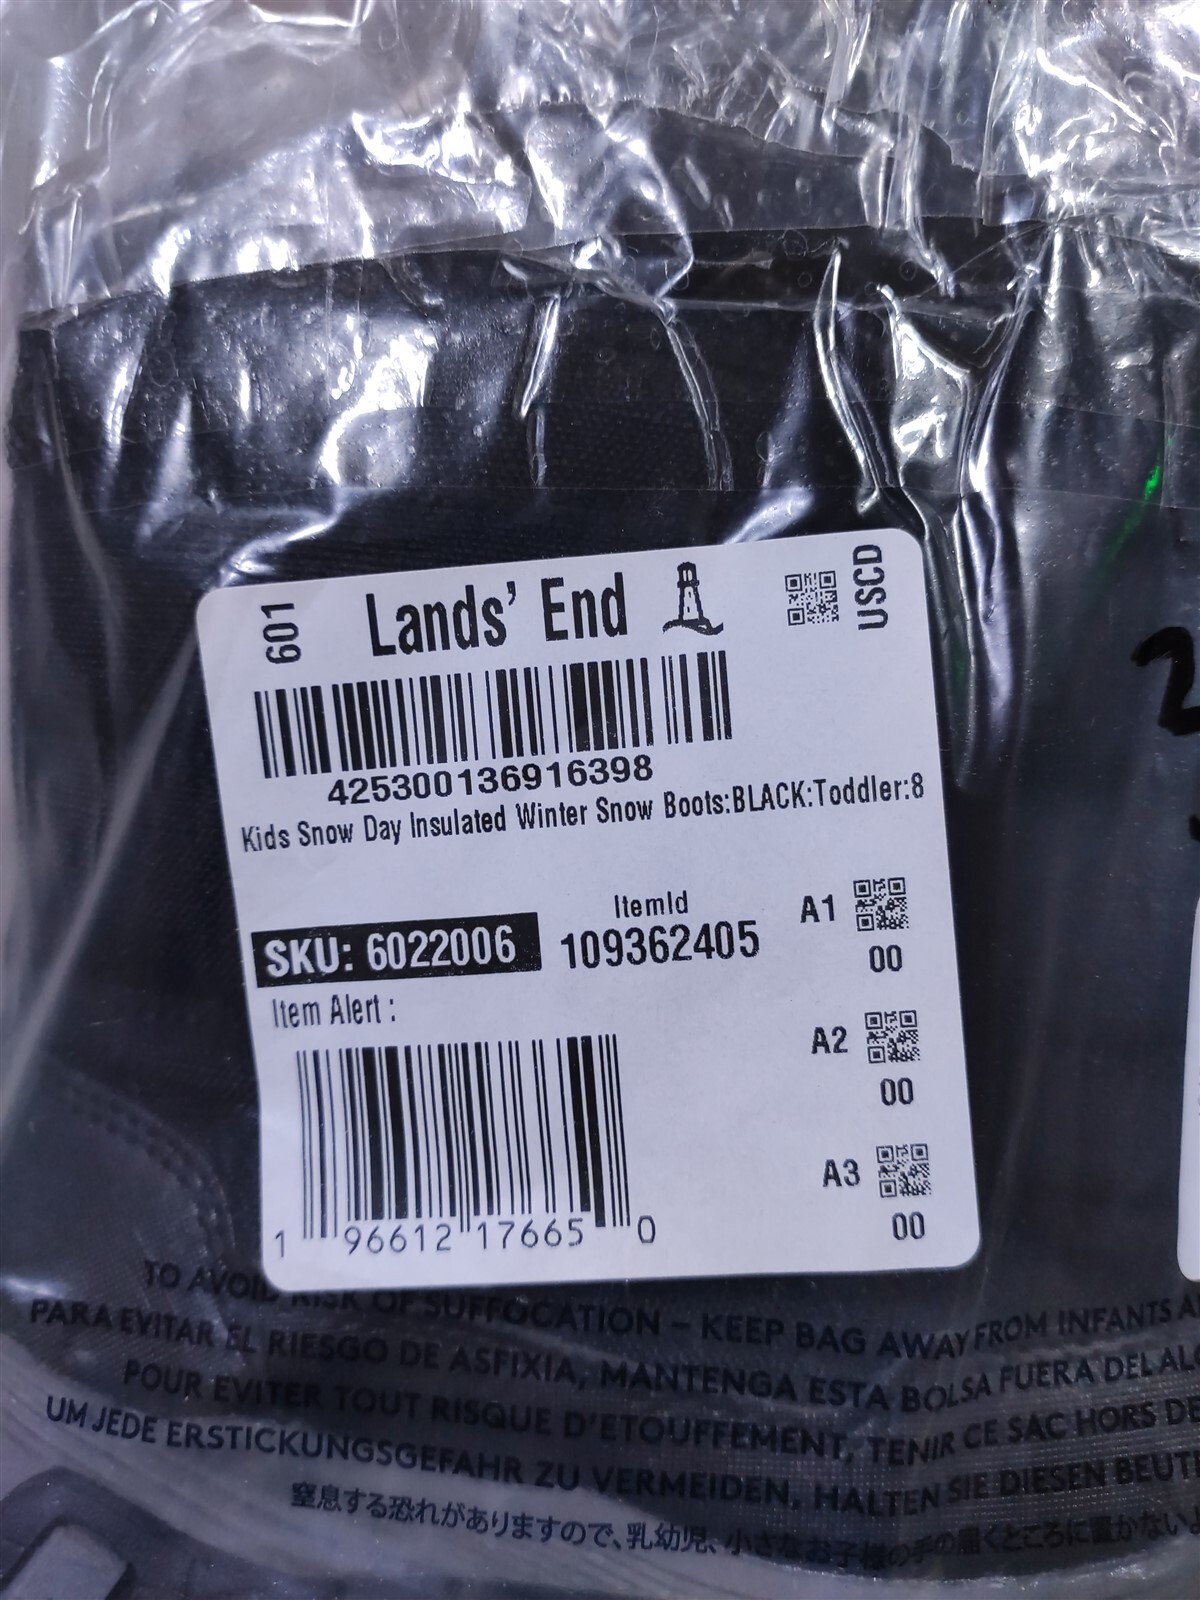 601
Lands' End
USCD
425300136916398
Kids Snow Day Insulated Winter Snow Boots:BLACK:Toddler:8
SKU: 6022006
ItemId
109362405
A1
00
Item Alert :
A2
00
A3
00
1 96612 17665 0
TO AVOID RISK OF SUFFOCATION – KEEP BAG AWAY FROM INFANTS
PARA EVITAR EL RIESGO DE ASFIXIA, MANTENGA ESTA BOLSA FUERA DEL
POUR EVITER TOUT RISQUE D'ETOUFFEMENT, TENIR CE SAC HORS
UM JEDE ERSTICKUNGSGEFAHR ZU VERMEIDEN, HALTEN SIE DIESEN
窒息する恐れがありますので、乳幼児、小さなお子様の手の届くところに置かない